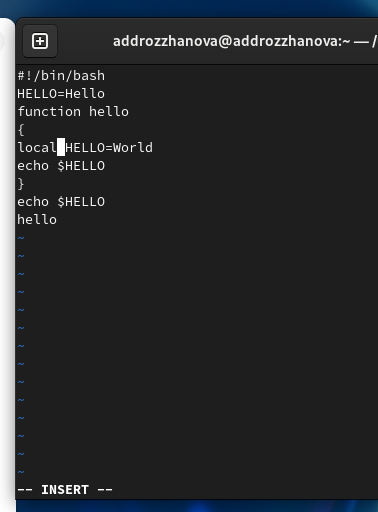 addrozzhanova@addrozzhanova:~ — /
#!/bin/bash
HELLO=Hello
function hello
{
local HELLO=World
echo $HELLO
}
echo $HELLO
hello
~
~
~
~
~
~
~
~
~
~
~
~
~
~
-- INSERT --